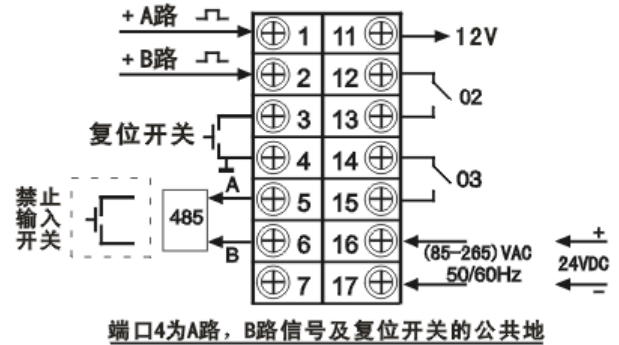 + A路
1 11
12V
+ B路
2 12
02
3 13
复位开关
4 14
A
03
禁止
输入
开关
485
5 15
B
6 16
(85-265)VAC
50/60Hz
+
24VDC
-
7 17
端口4为A路，B路信号及复位开关的公共地